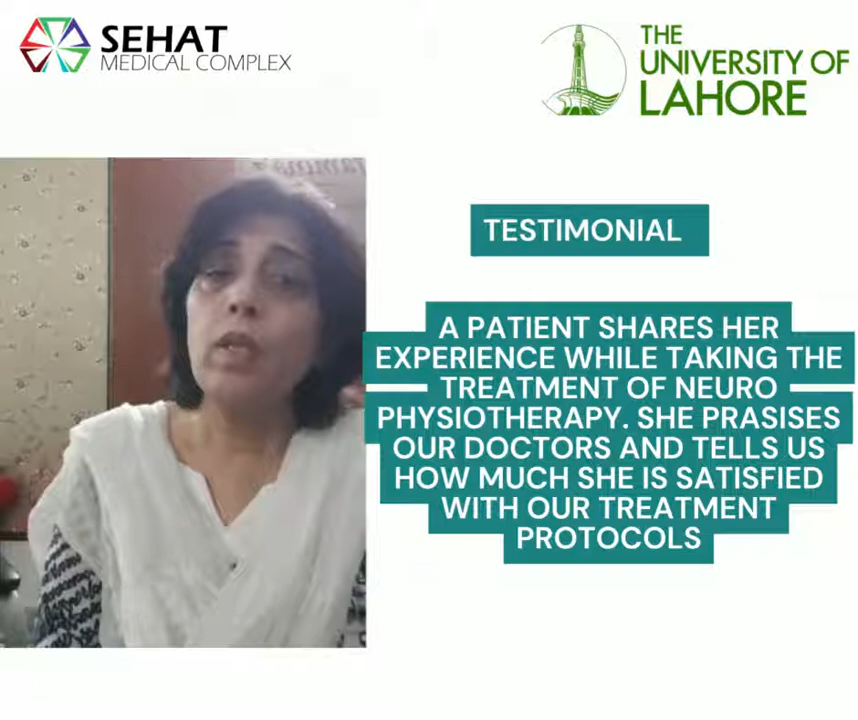 SEHAT
MEDICAL COMPLEX
THE
UNIVERSITY OF
LAHORE
TESTIMONIAL
A PATIENT SHARES HER
EXPERIENCE WHILE TAKING THE
TREATMENT OF NEURO
PHYSIOTHERAPY. SHE PRASISES
OUR DOCTORS AND TELLS US
HOW MUCH SHE IS SATISFIED
WITH OUR TREATMENT
PROTOCOLS